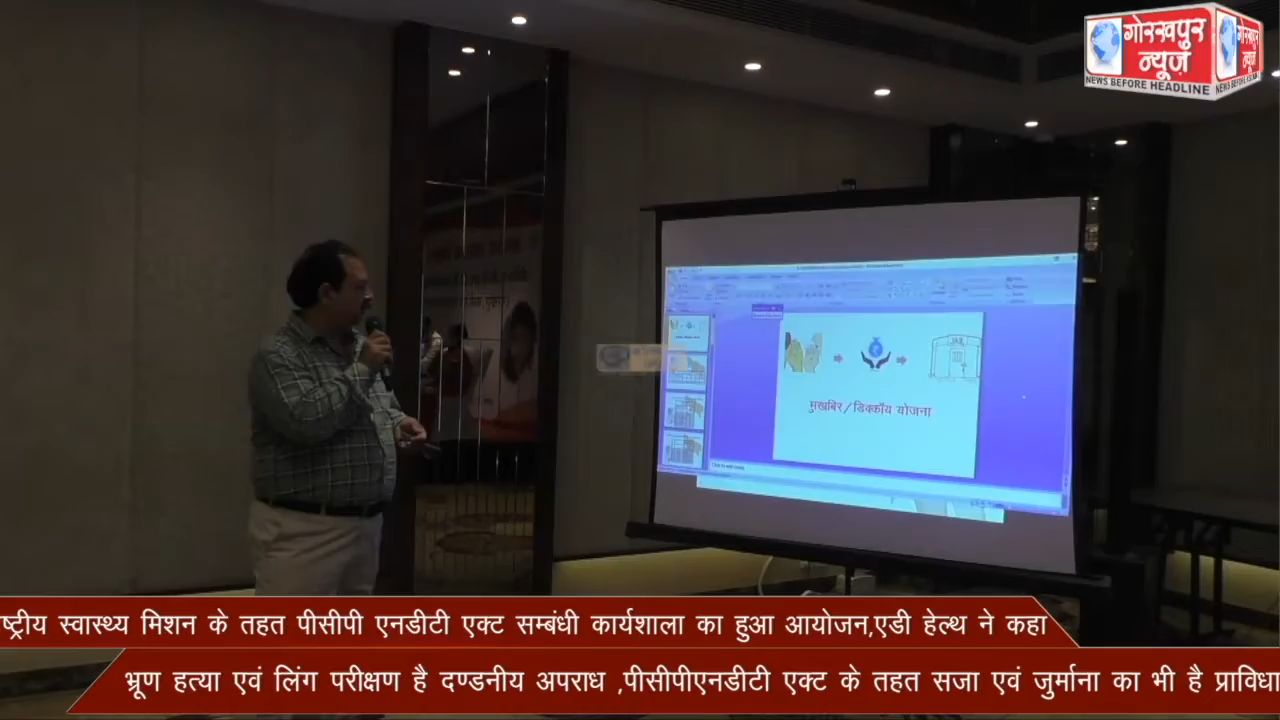 गोरखपुर
न्यूज़
NEWS BEFORE HEADLINE
मुखबिर/डिक्कॉय योजना
ष्ट्रीय स्वास्थ्य मिशन के तहत पीसीपी एनडीटी एक्ट सम्बंधी कार्यशाला का हुआ आयोजन,एडी हेल्थ ने कहा
भ्रूण हत्या एवं लिंग परीक्षण है दण्डनीय अपराध ,पीसीपीएनडीटी एक्ट के तहत सजा एवं जुर्माना का भी है प्राविधा